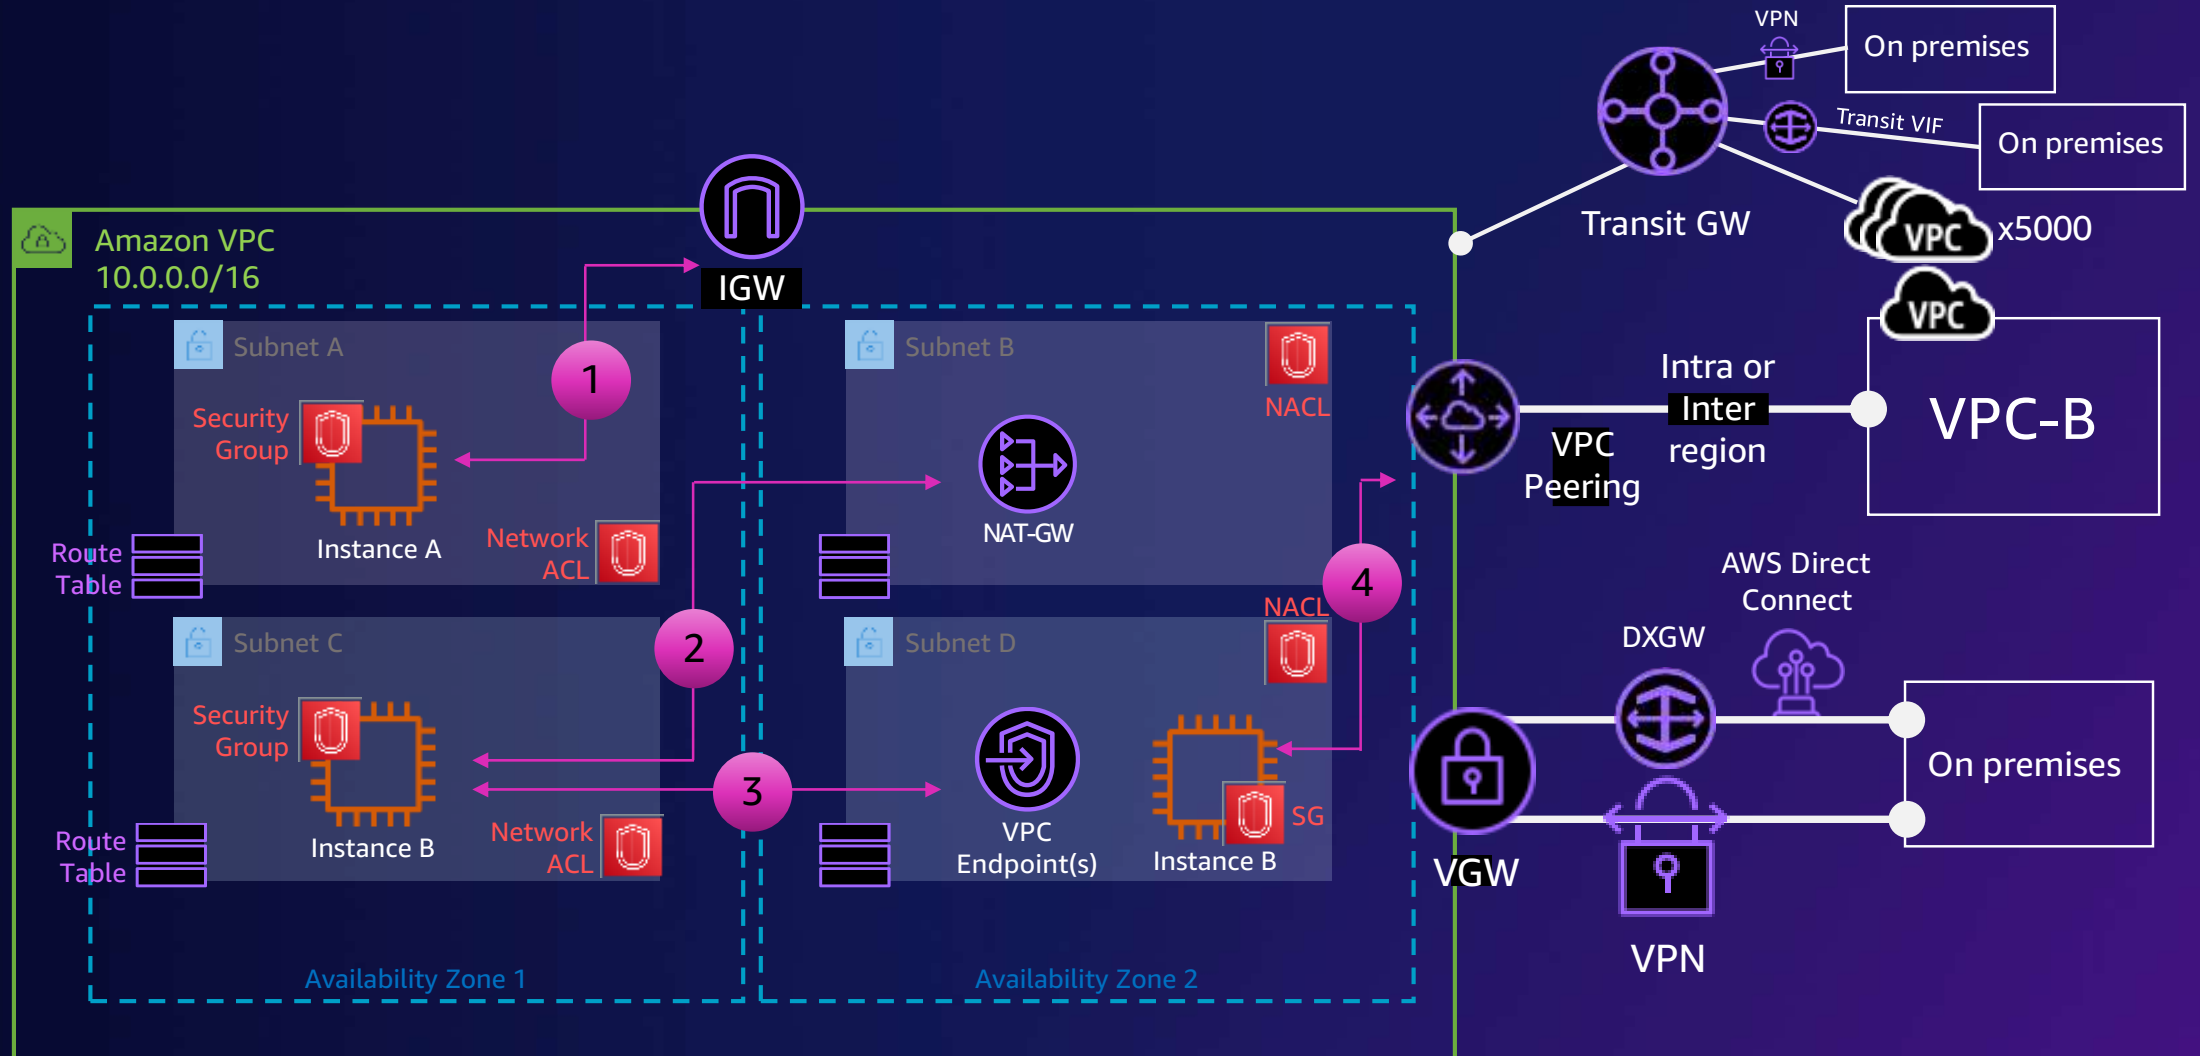 VPN
On premises
Transit VIF
On premises
Transit GW
VPC
x5000
Amazon VPC
10.0.0.0/16
IGW
Subnet A
1
Security
Group
Instance A
Network
ACL
Route
Table
Subnet B
NACL
NAT-GW
VPC
Intra or
Inter
region
VPC
Peering
VPC-B
Subnet C
2
Security
Group
Instance B
Network
ACL
Route
Table
3
Subnet D
NACL
4
VPC
Endpoint(s)
SG
Instance B
AWS Direct
Connect
DXGW
On premises
VGW
VPN
Availability Zone 1
Availability Zone 2